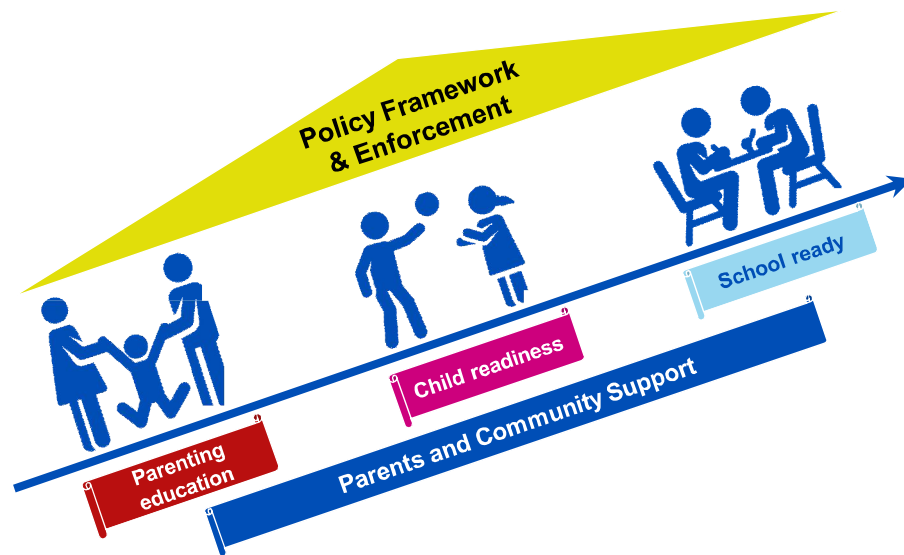 Policy Framework
& Enforcement
School ready
Child readiness
Parents and Community Support
Parenting
education